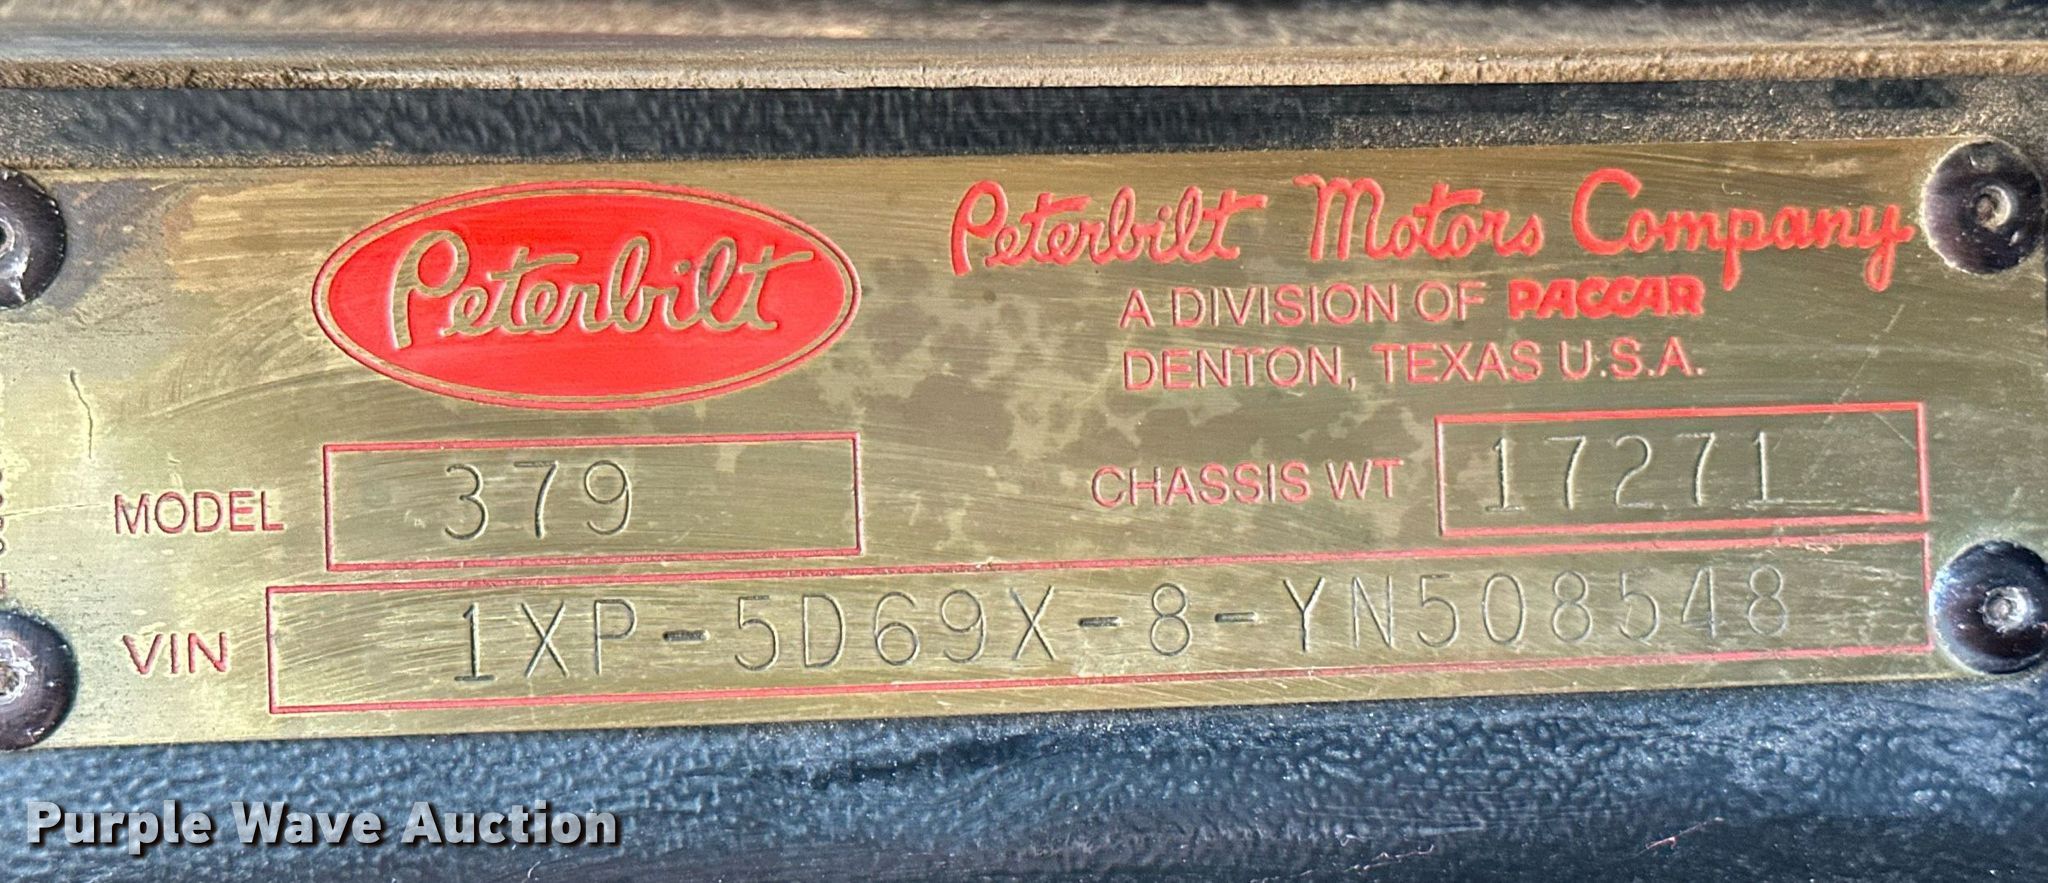 Peterbilt
Peterbilt Motors Company
A DIVISION OF PACCAR
DENTON, TEXAS U.S.A.
MODEL 379
CHASSIS WT 17271
VIN 1XP-5D69X-8-YN508548
Purple Wave Auction